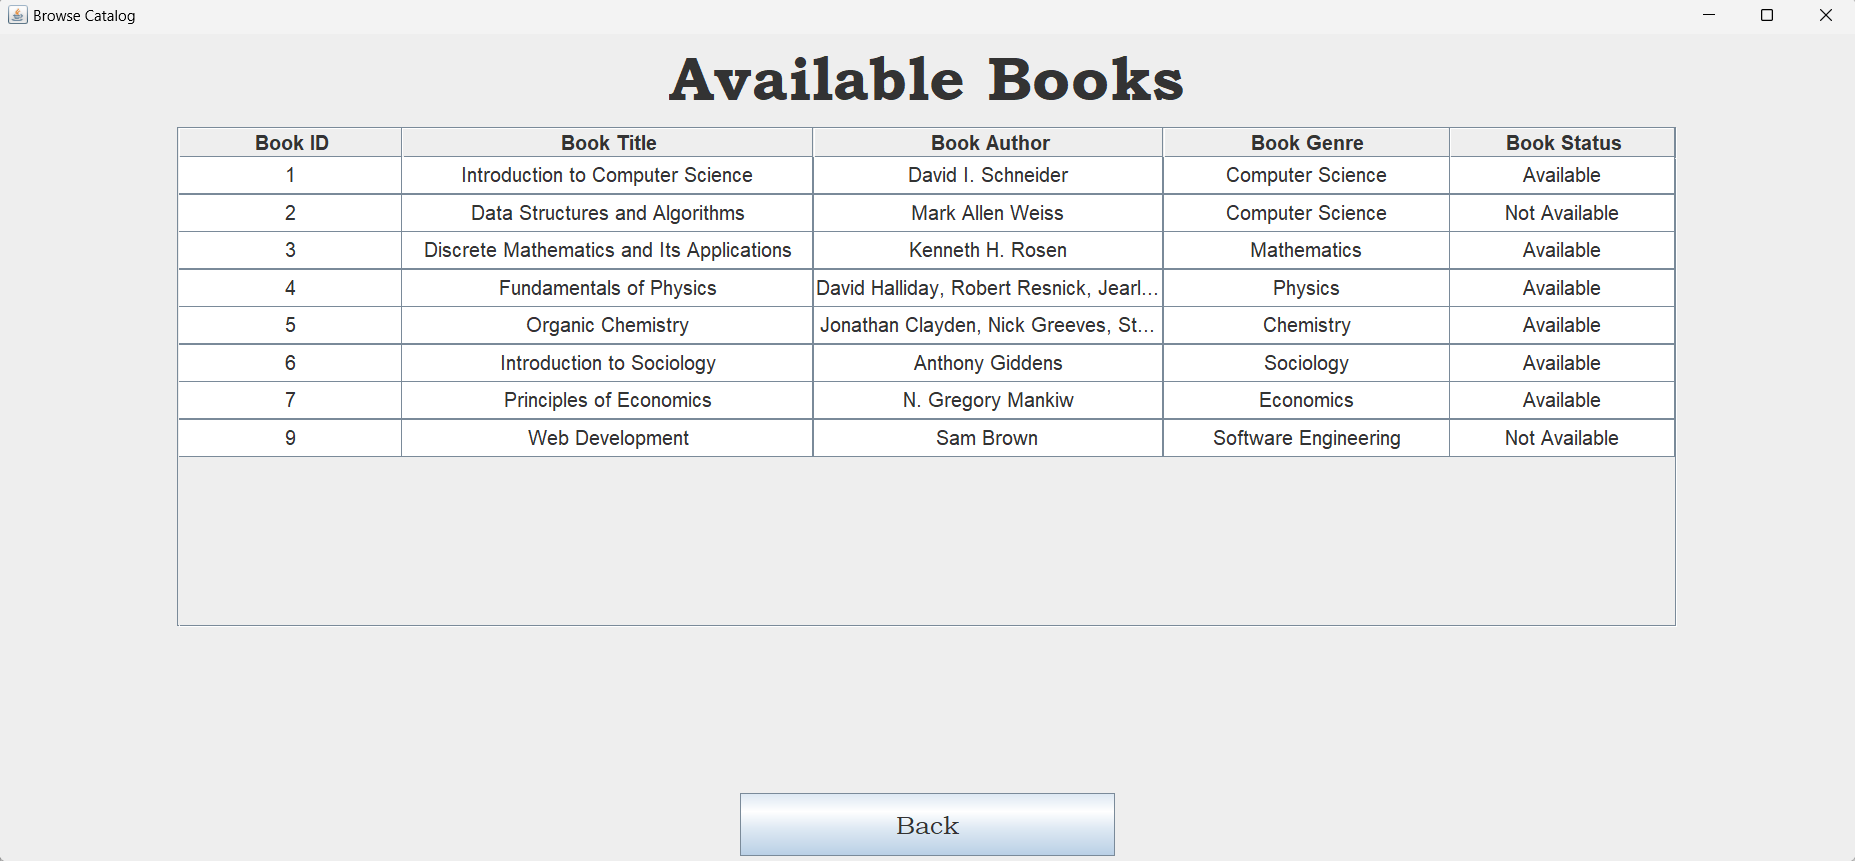 Browse Catalog
Available Books
Book ID Book Title Book Author Book Genre Book Status
1 Introduction to Computer Science David I. Schneider Computer Science Available
2 Data Structures and Algorithms Mark Allen Weiss Computer Science Not Available
3 Discrete Mathematics and Its Applications Kenneth H. Rosen Mathematics Available
4 Fundamentals of Physics David Halliday, Robert Resnick, Jearl... Physics Available
5 Organic Chemistry Jonathan Clayden, Nick Greeves, St... Chemistry Available
6 Introduction to Sociology Anthony Giddens Sociology Available
7 Principles of Economics N. Gregory Mankiw Economics Available
9 Web Development Sam Brown Software Engineering Not Available
Back